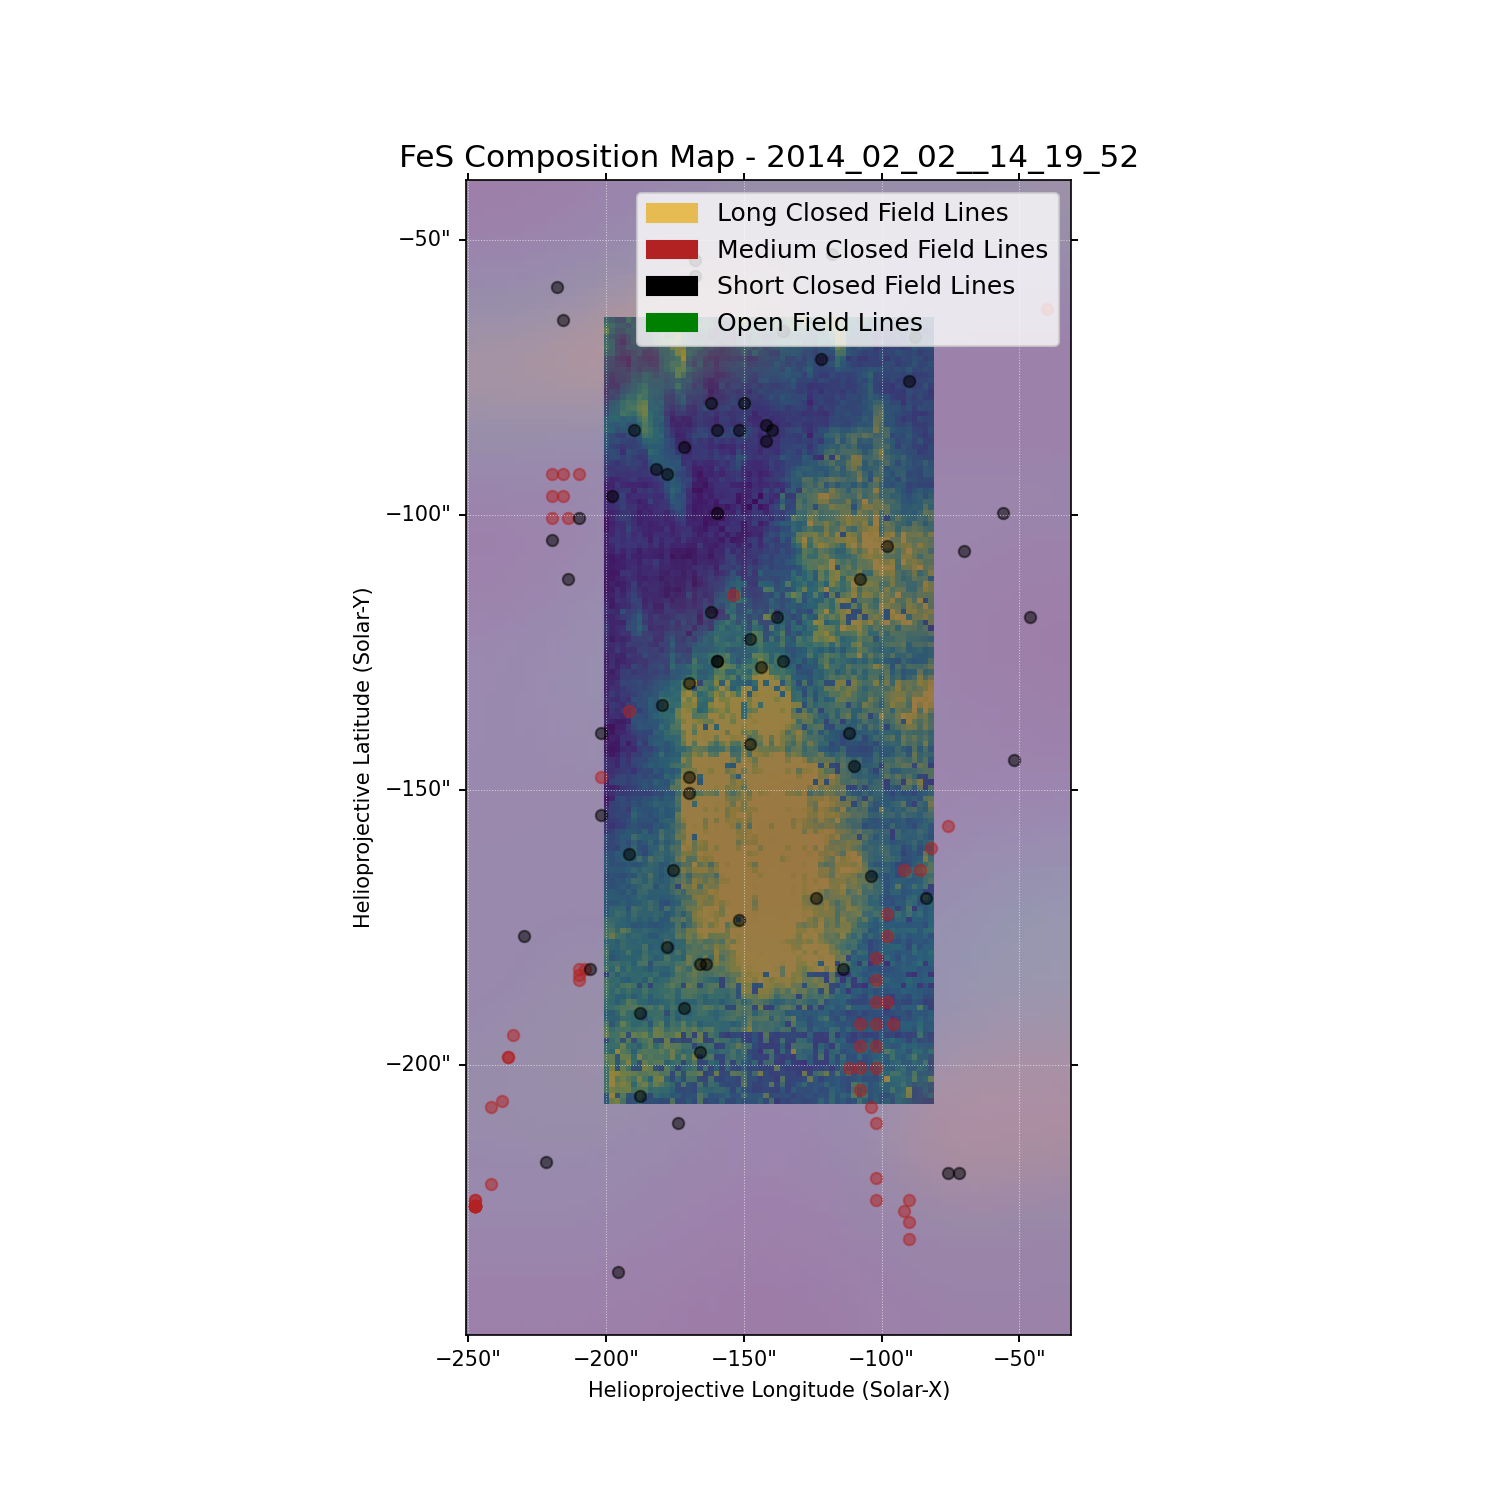 FeS Composition Map - 2014_02_02__14_19_52
Long Closed Field Lines
Medium Closed Field Lines
Short Closed Field Lines
Open Field Lines
−50"
−100"
−150"
−200"
Helioprojective Latitude (Solar-Y)
−250"
−200"
−150"
−100"
−50"
Helioprojective Longitude (Solar-X)